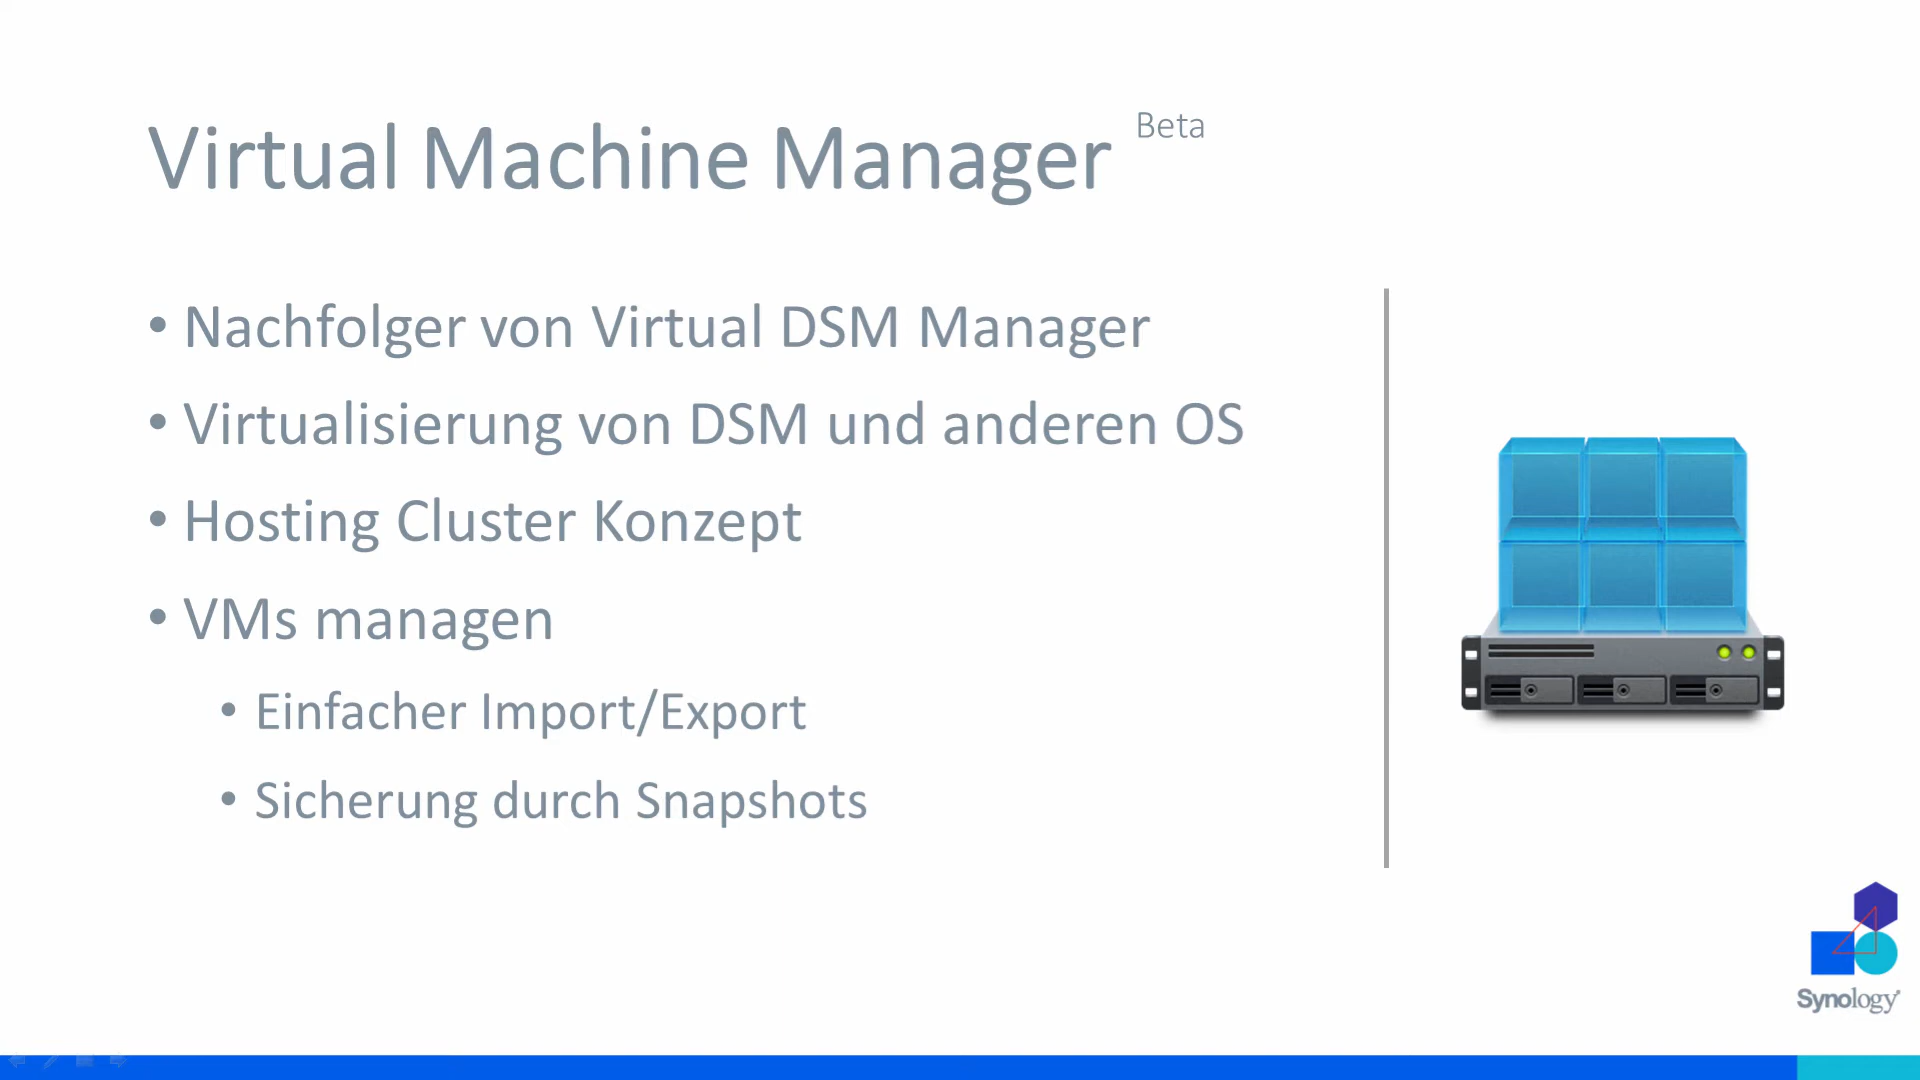 Virtual Machine Manager Beta
• Nachfolger von Virtual DSM Manager
• Virtualisierung von DSM und anderen OS
• Hosting Cluster Konzept
• VMs managen
• Einfacher Import/Export
• Sicherung durch Snapshots
Synology